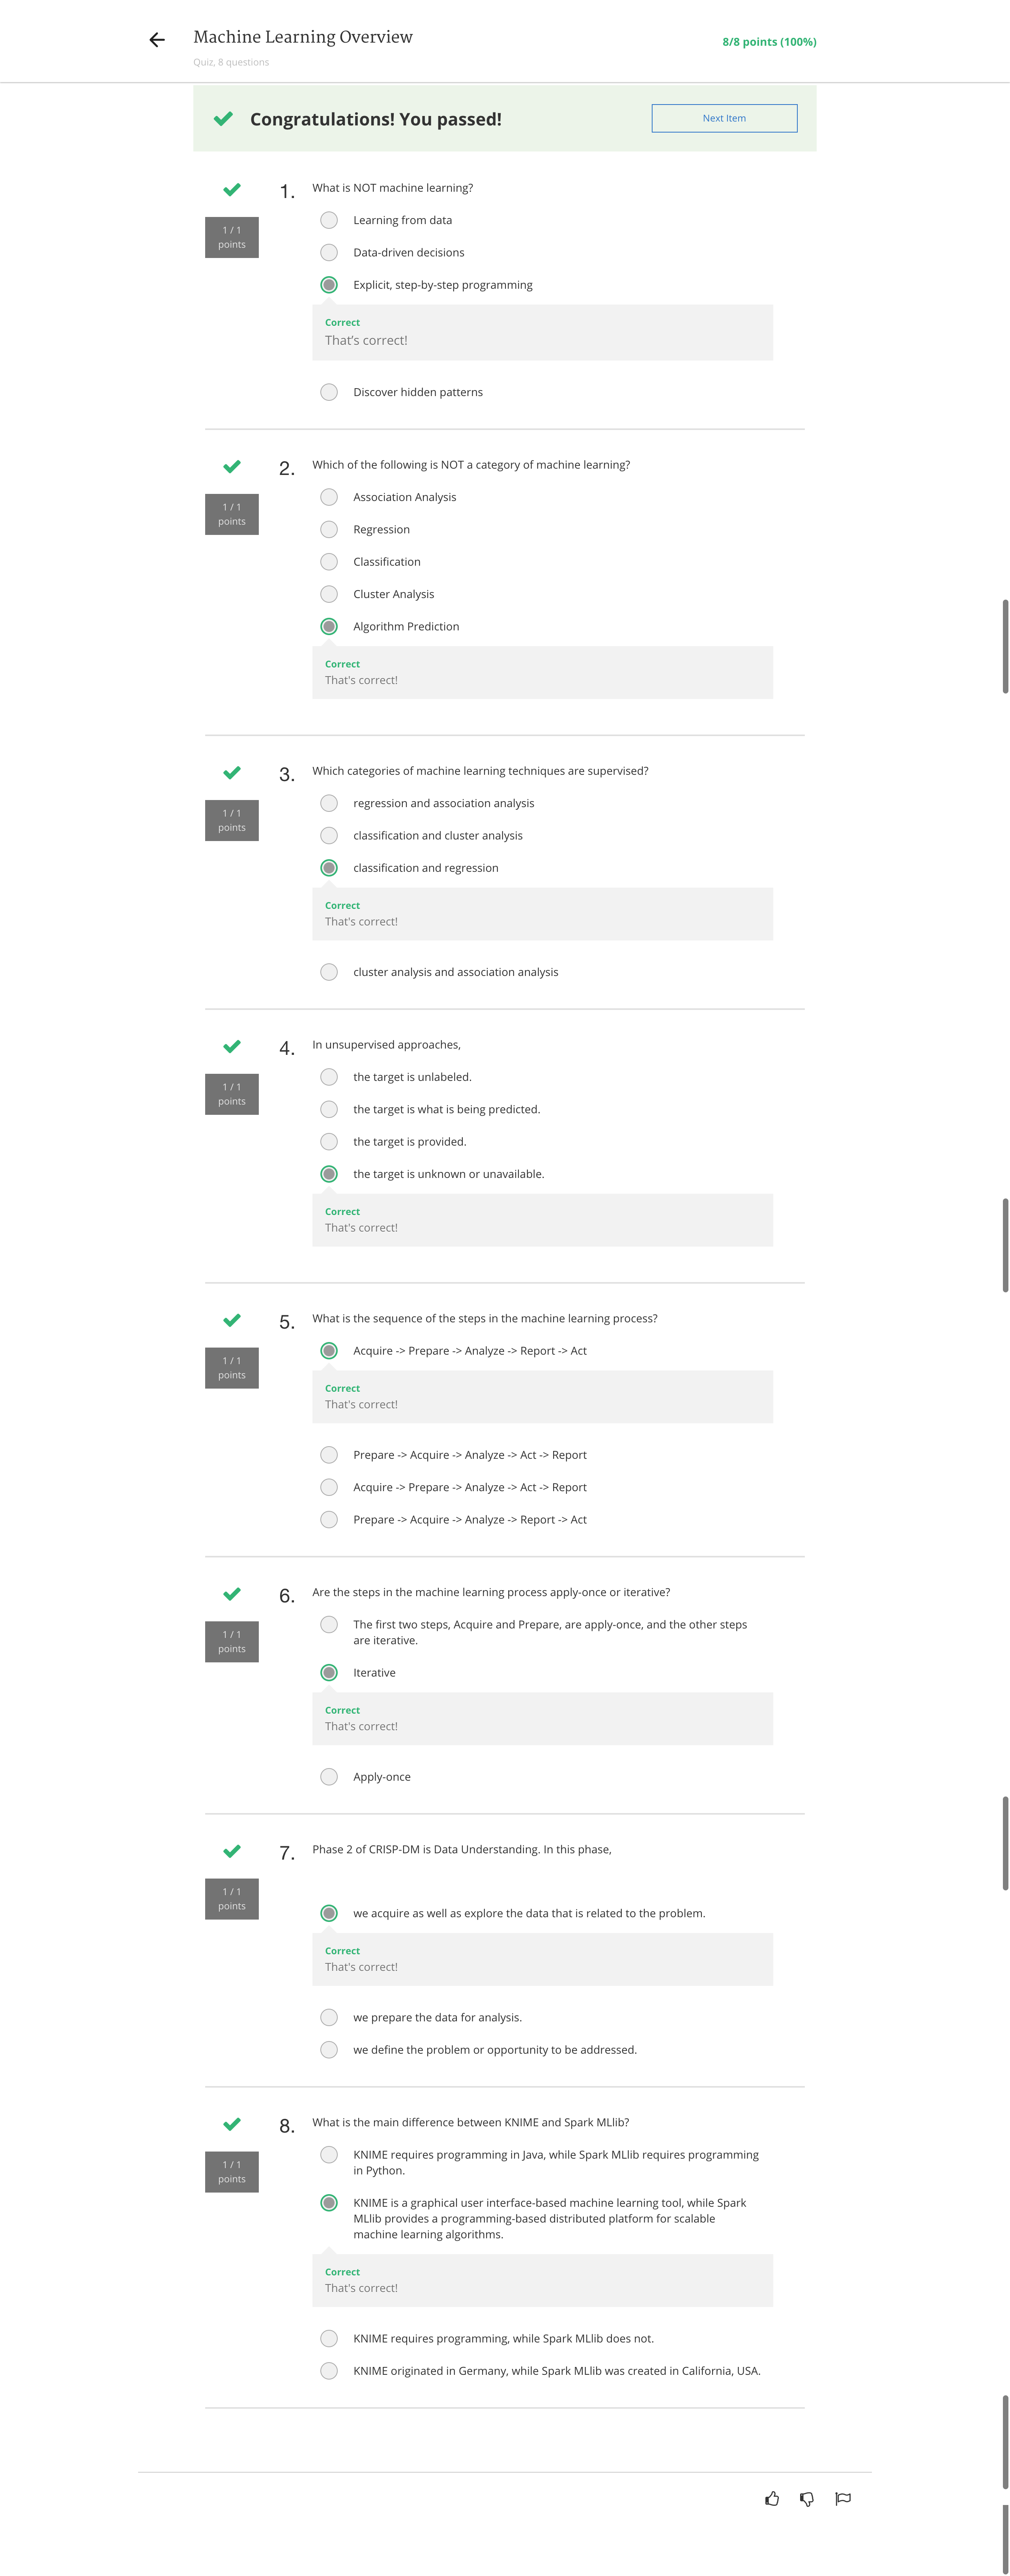 Machine Learning Overview
8/8 points (100%)
Quiz, 8 questions
Congratulations! You passed!
Next Item
1 / 1
points
1.
What is NOT machine learning?
Learning from data
Data-driven decisions
Explicit, step-by-step programming
Correct
That's correct!
Discover hidden patterns
1 / 1
points
2.
Which of the following is NOT a category of machine learning?
Association Analysis
Regression
Classification
Cluster Analysis
Algorithm Prediction
Correct
That's correct!
1 / 1
points
3.
Which categories of machine learning techniques are supervised?
regression and association analysis
classification and cluster analysis
classification and regression
Correct
That's correct!
cluster analysis and association analysis
1 / 1
points
4.
In unsupervised approaches,
the target is unlabeled.
the target is what is being predicted.
the target is provided.
the target is unknown or unavailable.
Correct
That's correct!
1 / 1
points
5.
What is the sequence of the steps in the machine learning process?
Acquire -> Prepare -> Analyze -> Report -> Act
Correct
That's correct!
Prepare -> Acquire -> Analyze -> Act -> Report
Acquire -> Prepare -> Analyze -> Act -> Report
Prepare -> Acquire -> Analyze -> Report -> Act
1 / 1
points
6.
Are the steps in the machine learning process apply-once or iterative?
The first two steps, Acquire and Prepare, are apply-once, and the other steps
are iterative.
Iterative
Correct
That's correct!
Apply-once
1 / 1
points
7.
Phase 2 of CRISP-DM is Data Understanding. In this phase,
we acquire as well as explore the data that is related to the problem.
Correct
That's correct!
we prepare the data for analysis.
we define the problem or opportunity to be addressed.
1 / 1
points
8.
What is the main difference between KNIME and Spark MLlib?
KNIME requires programming in Java, while Spark MLlib requires programming
in Python.
KNIME is a graphical user interface-based machine learning tool, while Spark
MLlib provides a programming-based distributed platform for scalable
machine learning algorithms.
Correct
That's correct!
KNIME requires programming, while Spark MLlib does not.
KNIME originated in Germany, while Spark MLlib was created in California, USA.